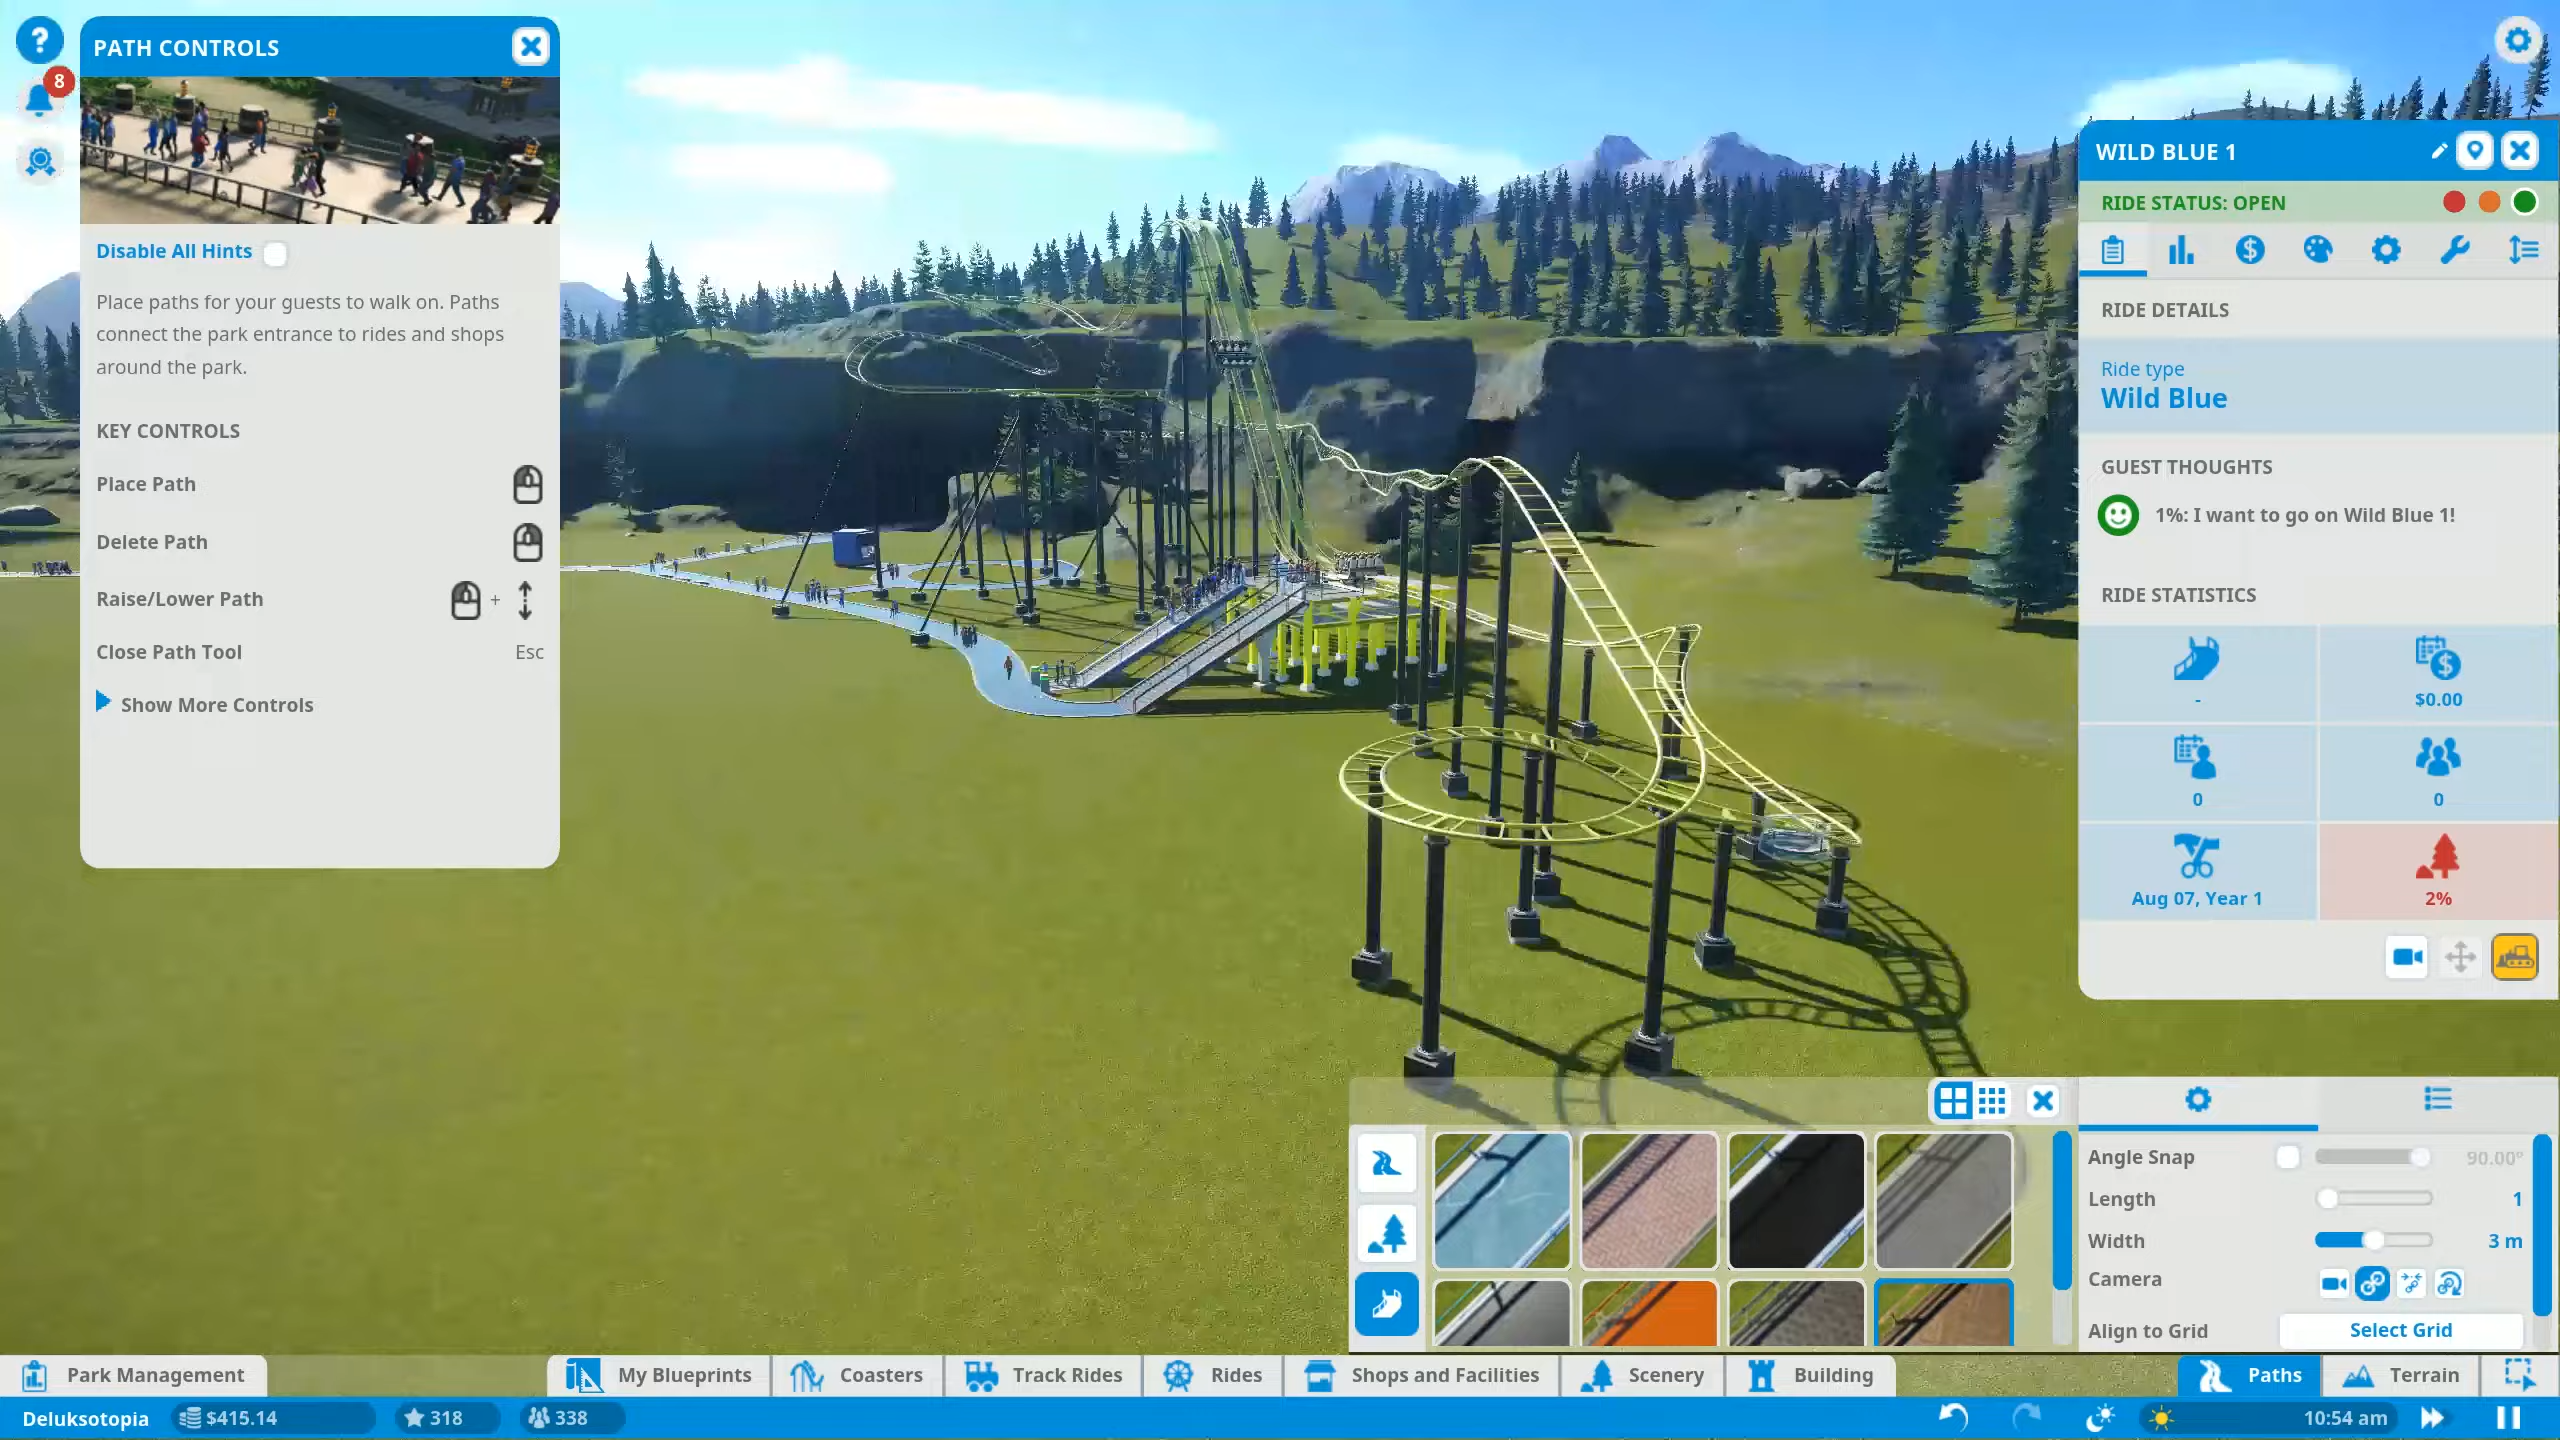 ?
8
PATH CONTROLS
Disable All Hints
Place paths for your guests to walk on. Paths
connect the park entrance to rides and shops
around the park.
KEY CONTROLS
Place Path
Delete Path
Raise/Lower Path +
Close Path Tool Esc
Show More Controls
WILD BLUE 1
RIDE STATUS: OPEN
RIDE DETAILS
Ride type
Wild Blue
GUEST THOUGHTS
1%: I want to go on Wild Blue 1!
RIDE STATISTICS
- $0.00
0 0
Aug 07, Year 1 2%
Angle Snap 90.00°
Length 1
Width 3 m
Camera
Align to Grid Select Grid
Park Management My Blueprints Coasters Track Rides Rides Shops and Facilities Scenery Building Paths Terrain
Deluksotopia $415.14 318 338 10:54 am